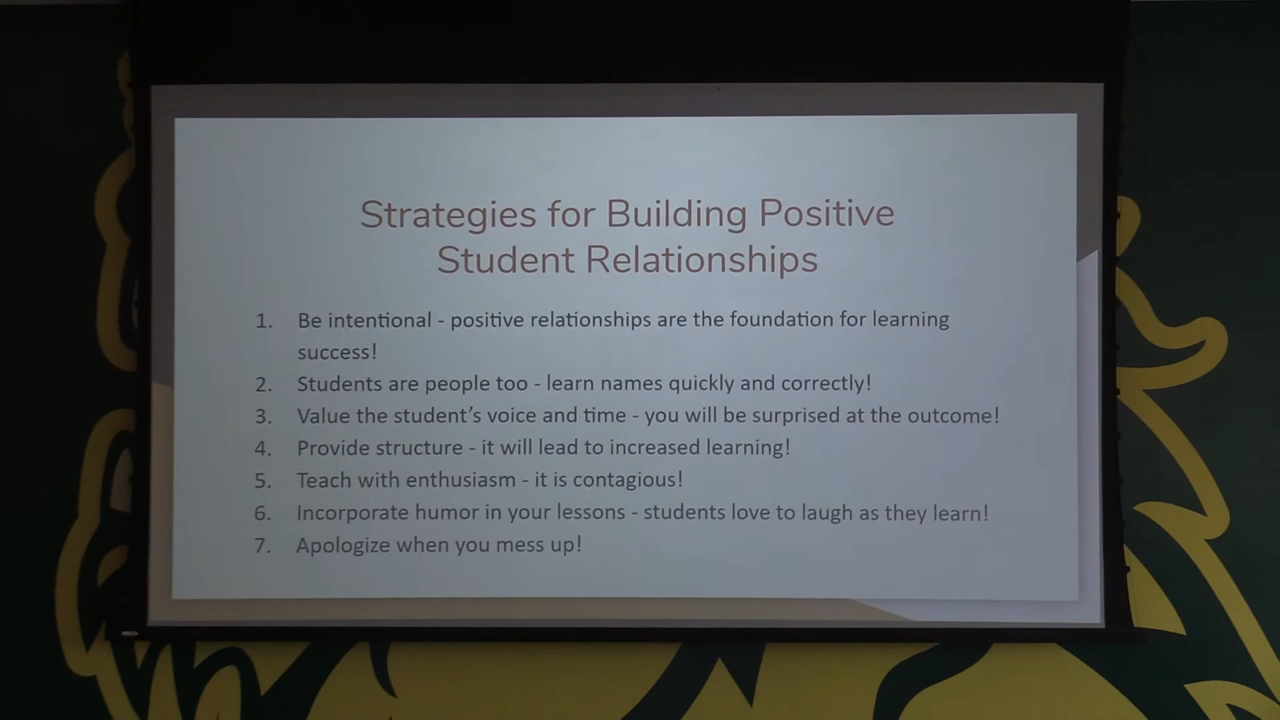 Strategies for Building Positive
Student Relationships
1. Be intentional - positive relationships are the foundation for learning
success!
2. Students are people too - learn names quickly and correctly!
3. Value the student's voice and time - you will be surprised at the outcome!
4. Provide structure - it will lead to increased learning!
5. Teach with enthusiasm - it is contagious!
6. Incorporate humor in your lessons - students love to laugh as they learn!
7. Apologize when you mess up!